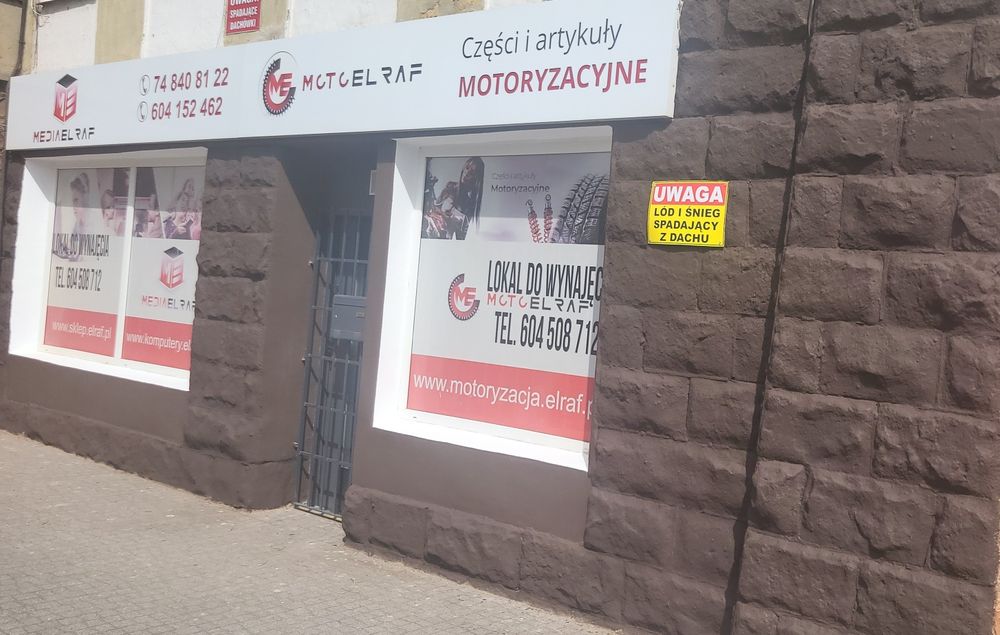 UWAGA
SPADAJĄCE
DACHÓWKI
MEDIAELRAF
74 840 81 22
604 152 462
ME
MOTOELRAF
Części i artykuły
MOTORYZACYJNE
LOKAL DO WYNAJĘCIA
TEL. 604 508 712
www.sklep.elraf.pl
MEDIAELRAF
www.komputery.el
Części i artykuły
Motoryzacyjne
LOKAL DO WYNAJĘC
MOTOELRAF
TEL. 604 508 712
www.motoryzacja.elraf.p
UWAGA
LÓD I ŚNIEG
SPADAJĄCY
Z DACHU